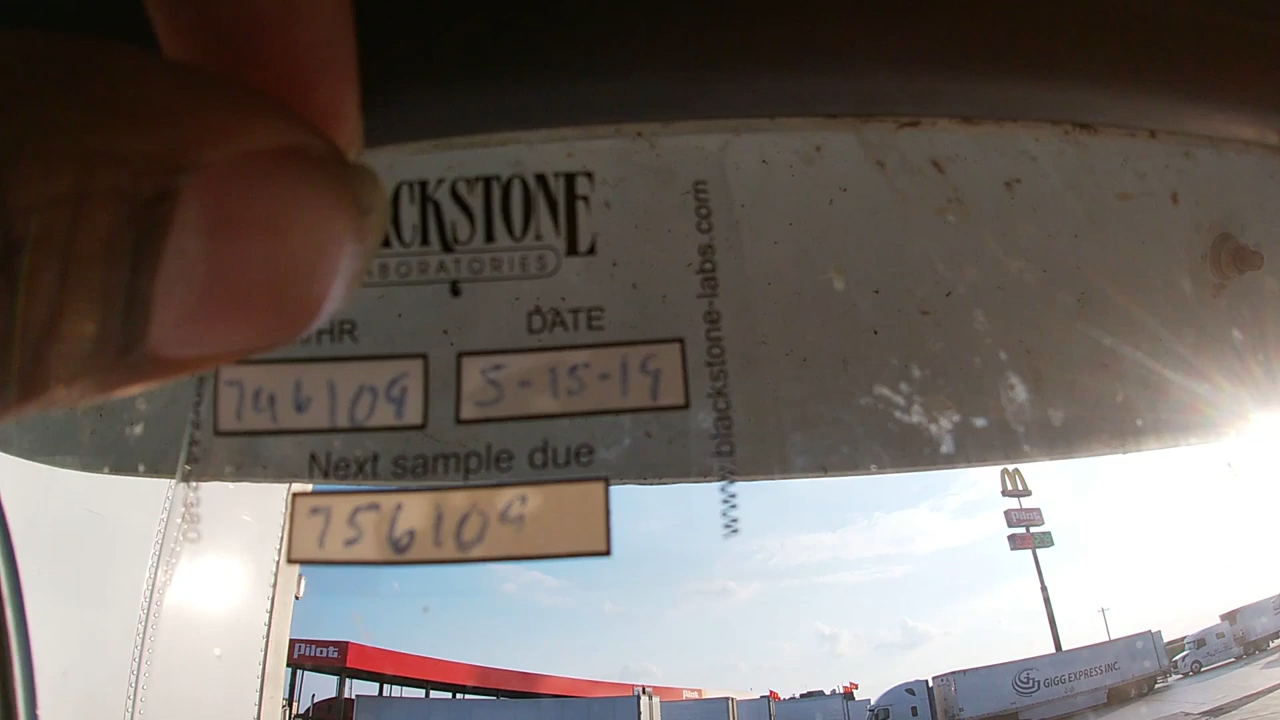 ACKSTONE
ABORATORIES
/HR
DATE
746109
5-15-19
Next sample due
756109
www.blackstone-labs.com
Pilot
Pilot.
Pilot
GIGG EXPRESS INC.